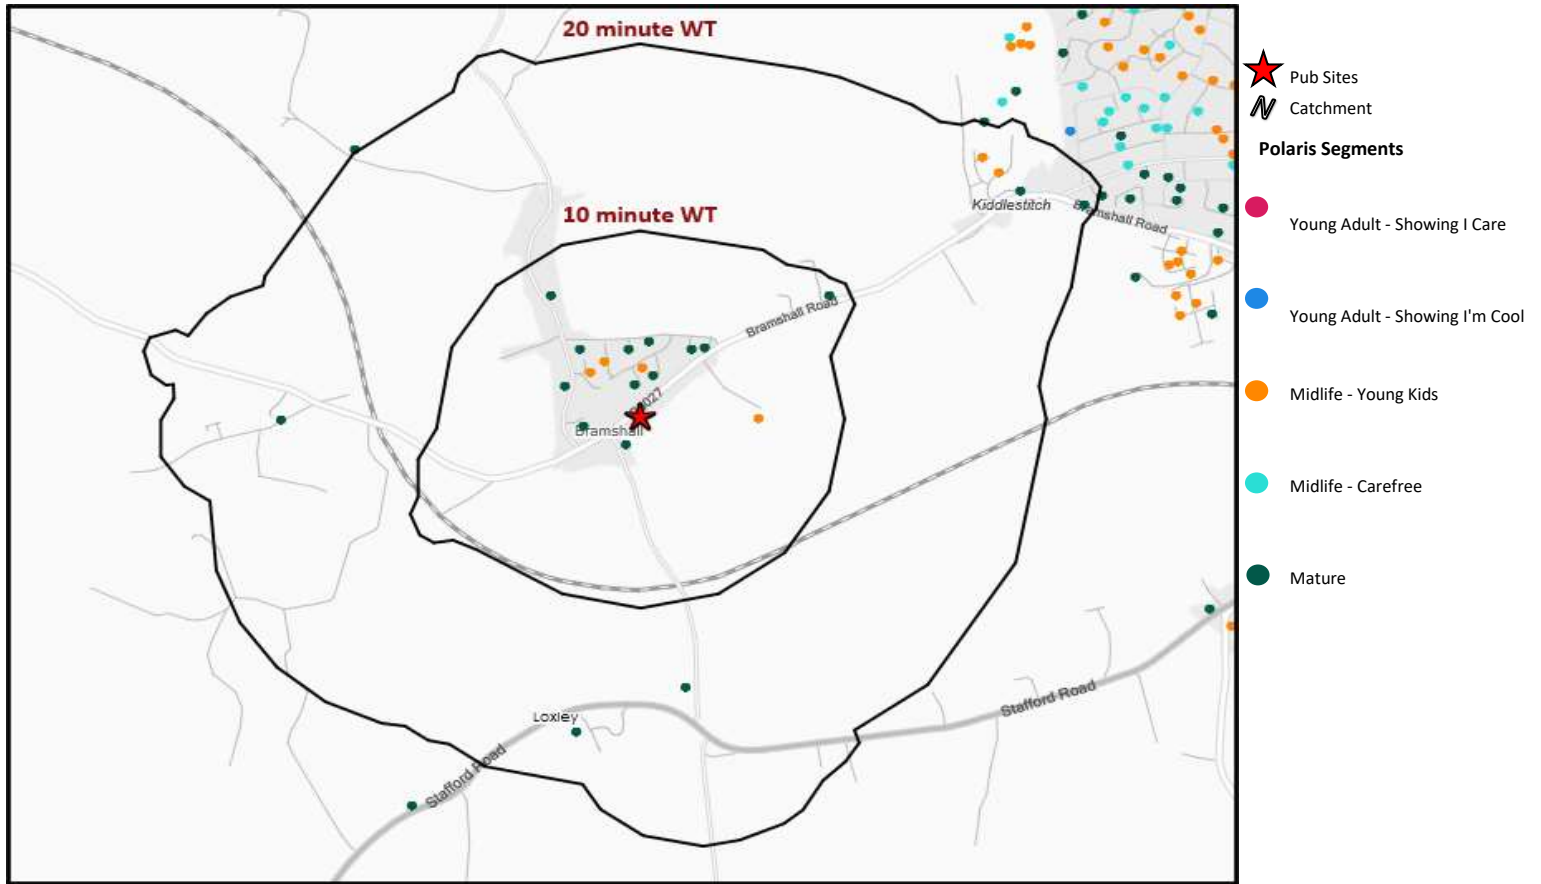 20 minute WT
Pub Sites
Catchment
Polaris Segments
10 minute WT
Kiddlestitch
Bramshall Road
Young Adult - Showing I Care
Bramshall Road
Young Adult - Showing I'm Cool
Midlife - Young Kids
Bramshall
Midlife - Carefree
Mature
Loxley
Stafford Road
Stafford Road